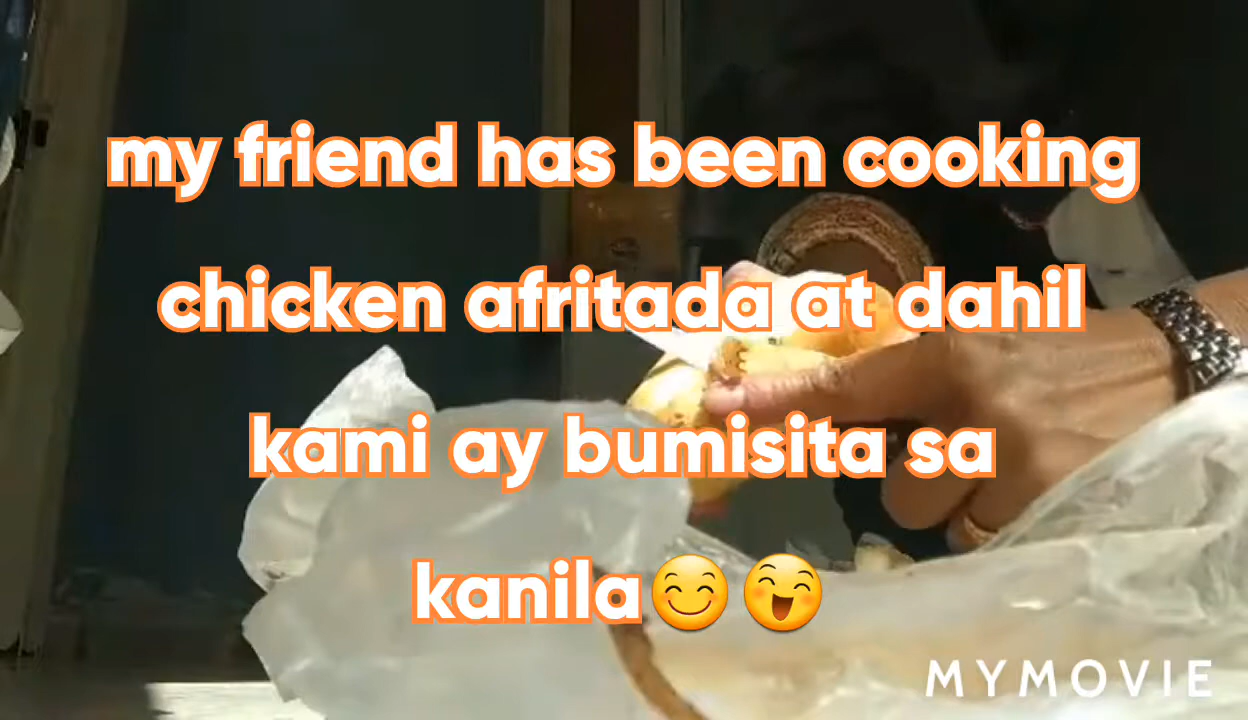 my friend has been cooking
chicken afritada at dahil
kami ay bumisita sa
kanila😊😄
MYMOVIE